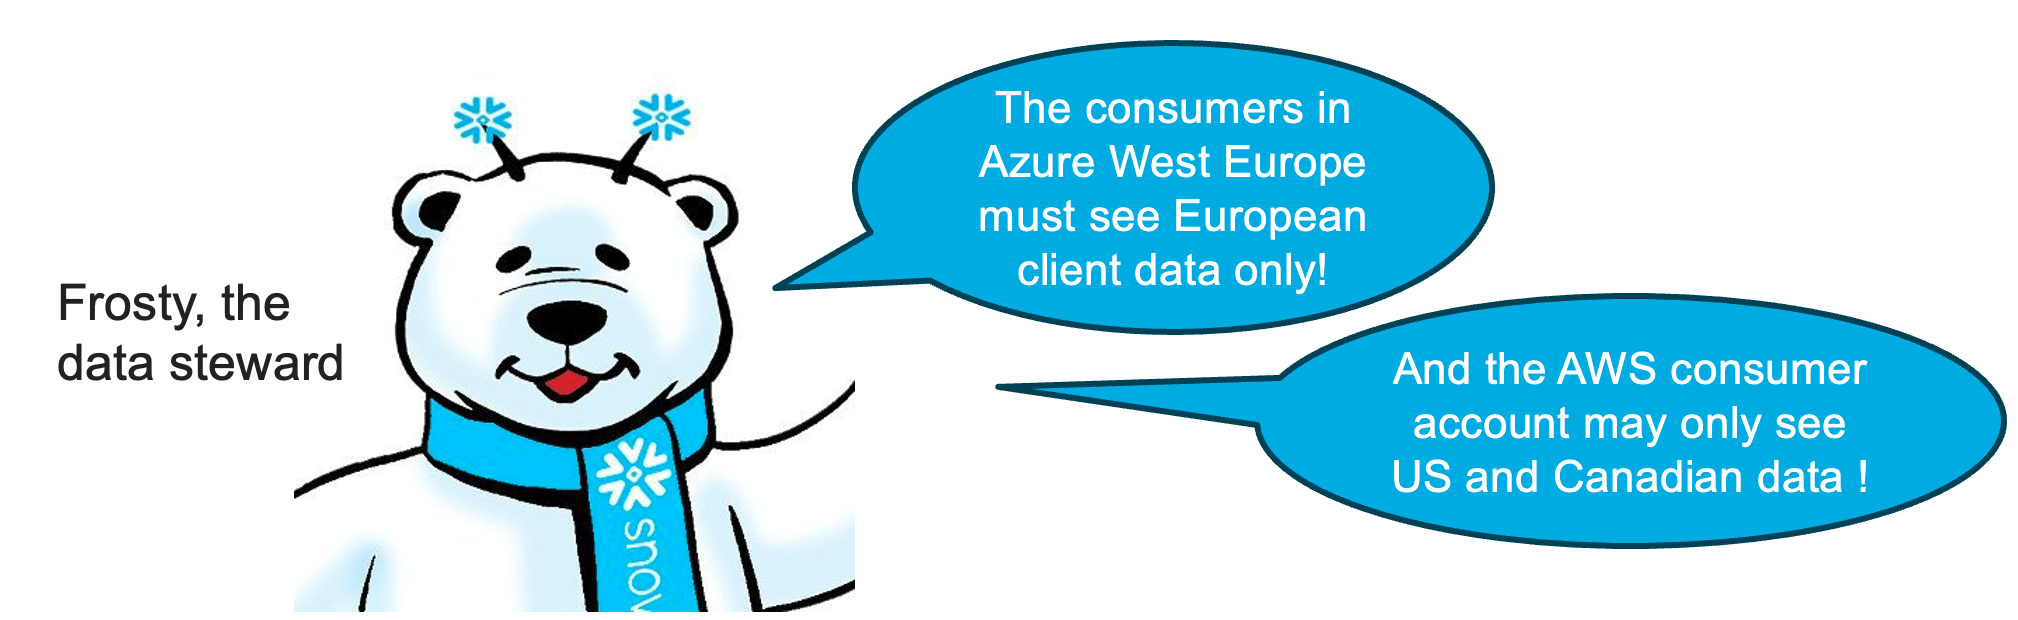 Frosty, the
data steward
The consumers in
Azure West Europe
must see European
client data only!
And the AWS consumer
account may only see
US and Canadian data !
snow